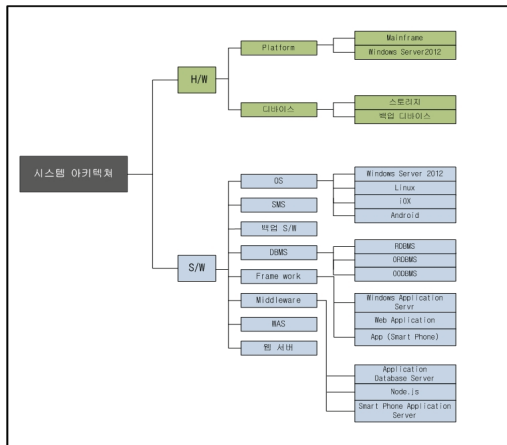 시스템 아키텍쳐
H/W
Platform
Mainframe
Windows Server2012
디바이스
스토리지
백업 디바이스
S/W
OS
Windows Server 2012
Linux
iOX
Android
SMS
백업 S/W
DBMS
RDBMS
ORDBMS
OODBMS
Frame work
Windows Application
Servr
Web Application
App (Smart Phone)
Middleware
Application
Database Server
Node.js
Smart Phone Application
Server
WAS
웹 서버